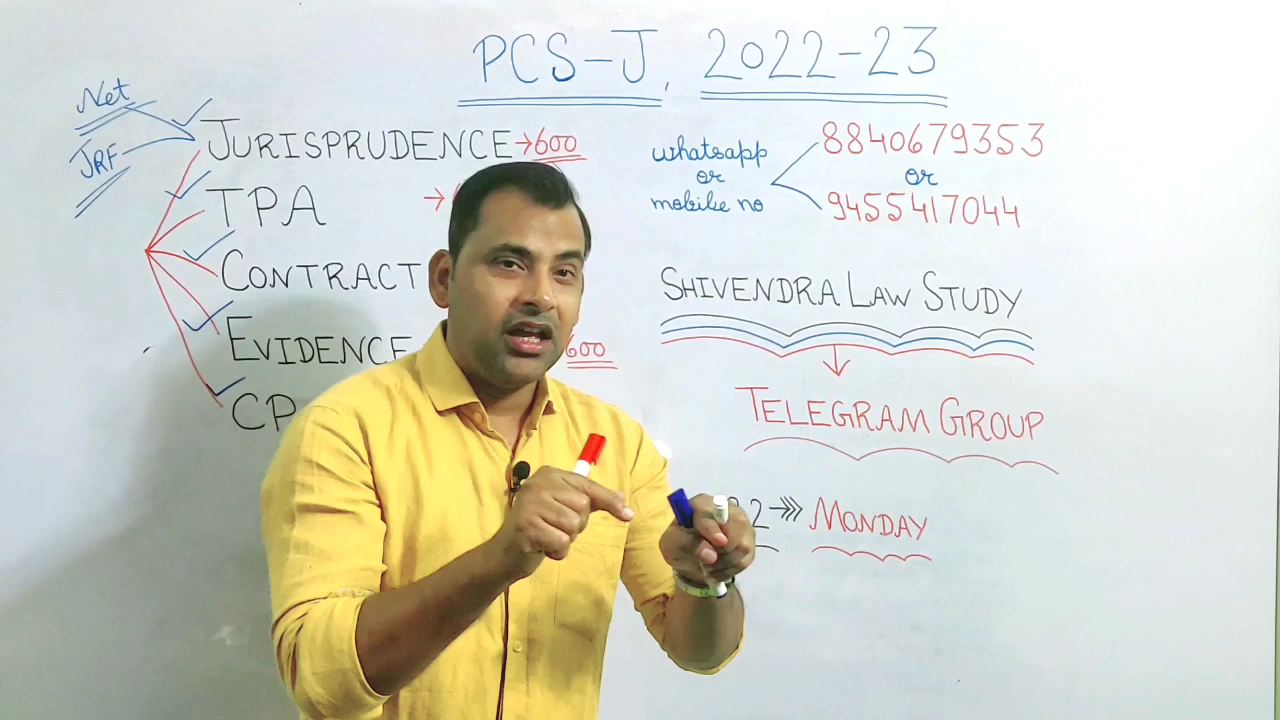 PCS-J, 2022-23
Net
JRF
JURISPRUDENCE → 600
TPA →
CONTRACT
EVIDENCE 600
CP
whatsapp
or
mobile no
8840679353
or
9455417044
SHIVENDRA LAW STUDY
TELEGRAM GROUP
2 →»» MONDAY